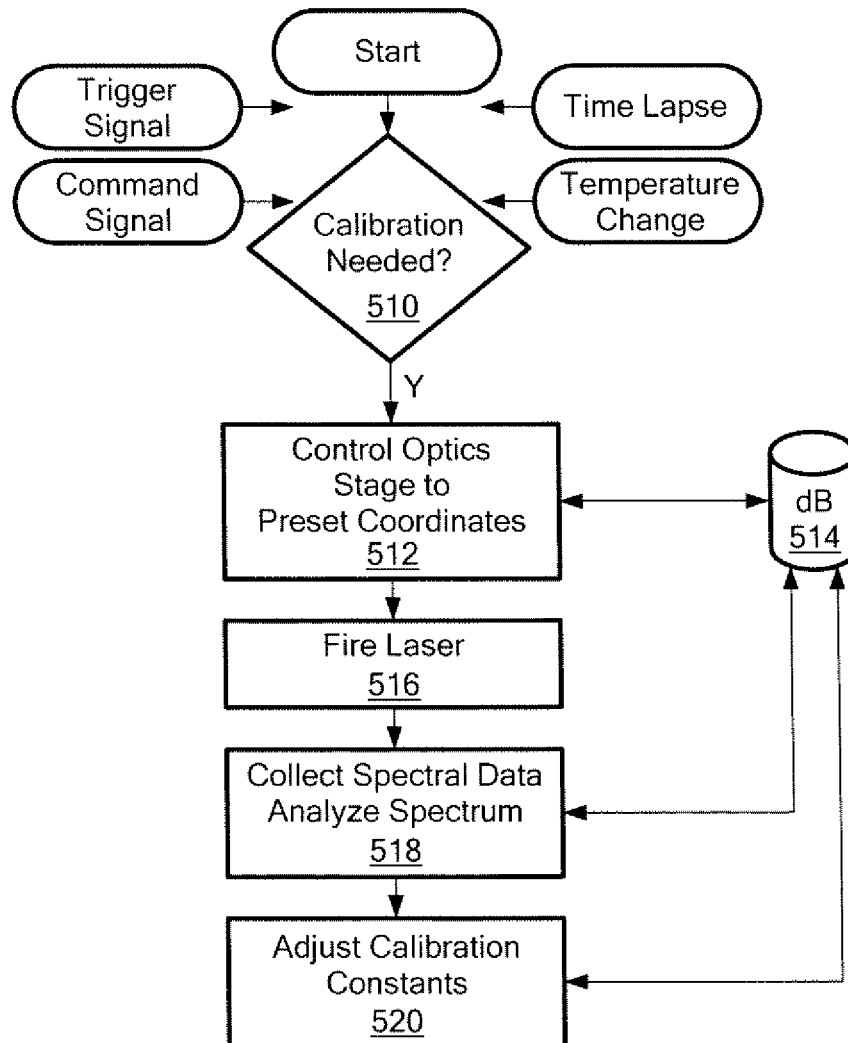 Start
Trigger
Signal
Time Lapse
Command
Signal
Temperature
Change
Calibration
Needed?
510
Y
Control Optics
Stage to
Preset Coordinates
512
dB
514
Fire Laser
516
Collect Spectral Data
Analyze Spectrum
518
Adjust Calibration
Constants
520